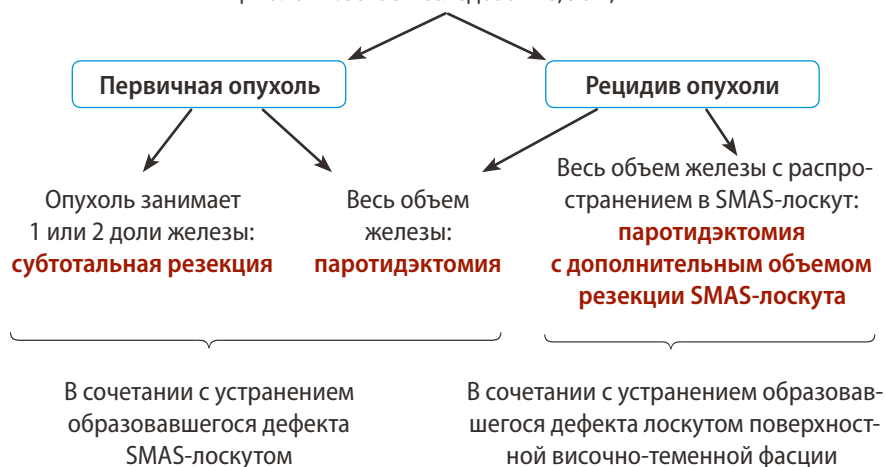 Первичная опухоль
Рецидив опухоли
Опухоль занимает
1 или 2 доли железы:
субтотальная резекция
Весь объем
железы:
паротидэктомия
Весь объем железы с распро-
странением в SMAS-лоскут:
паротидэктомия
с дополнительным объемом
резекции SMAS-лоскута
В сочетании с устранением
образовавшегося дефекта
SMAS-лоскутом
В сочетании с устранением образовав-
шегося дефекта лоскутом поверхност-
ной височно-теменной фасции